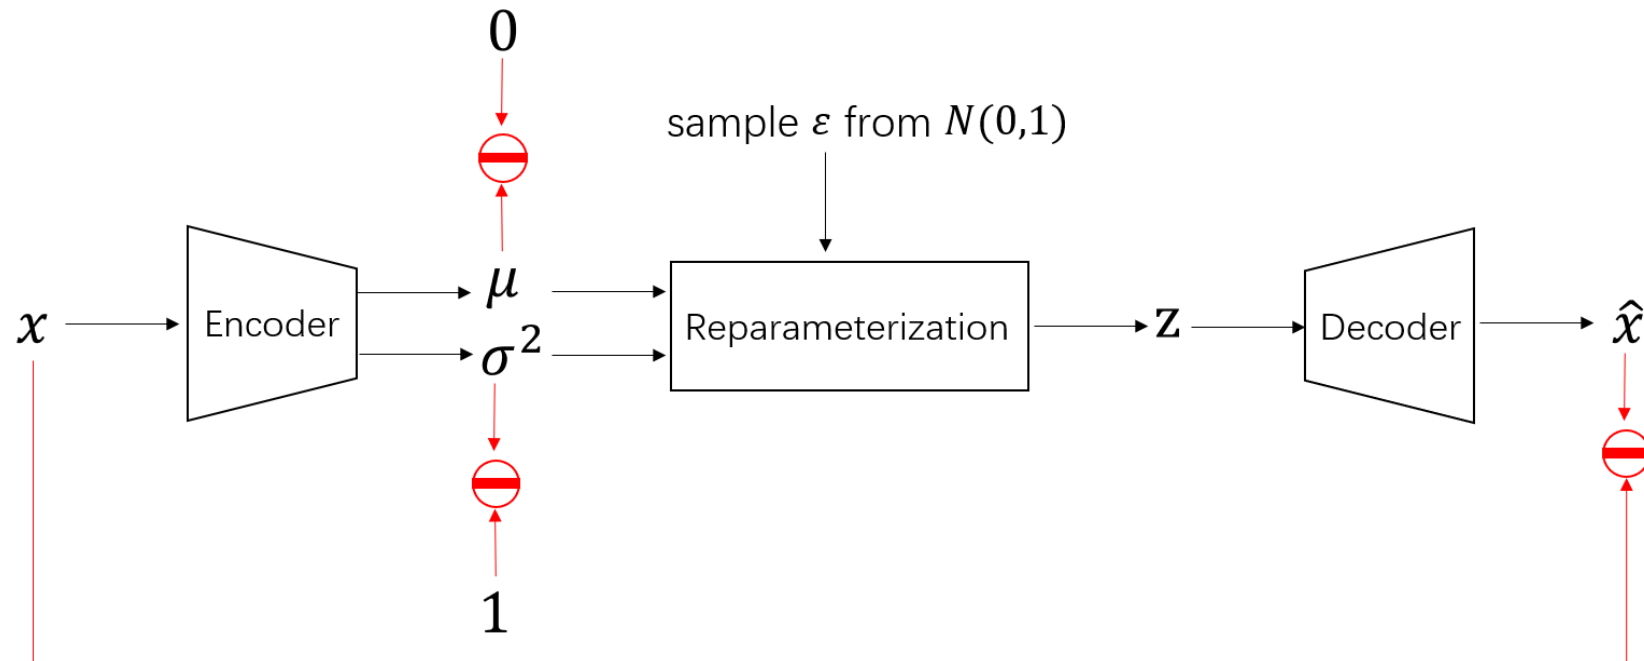 0
sample ε from N(0,1)
μ
x
Encoder
σ²
Reparameterization
z
Decoder
x̂
1